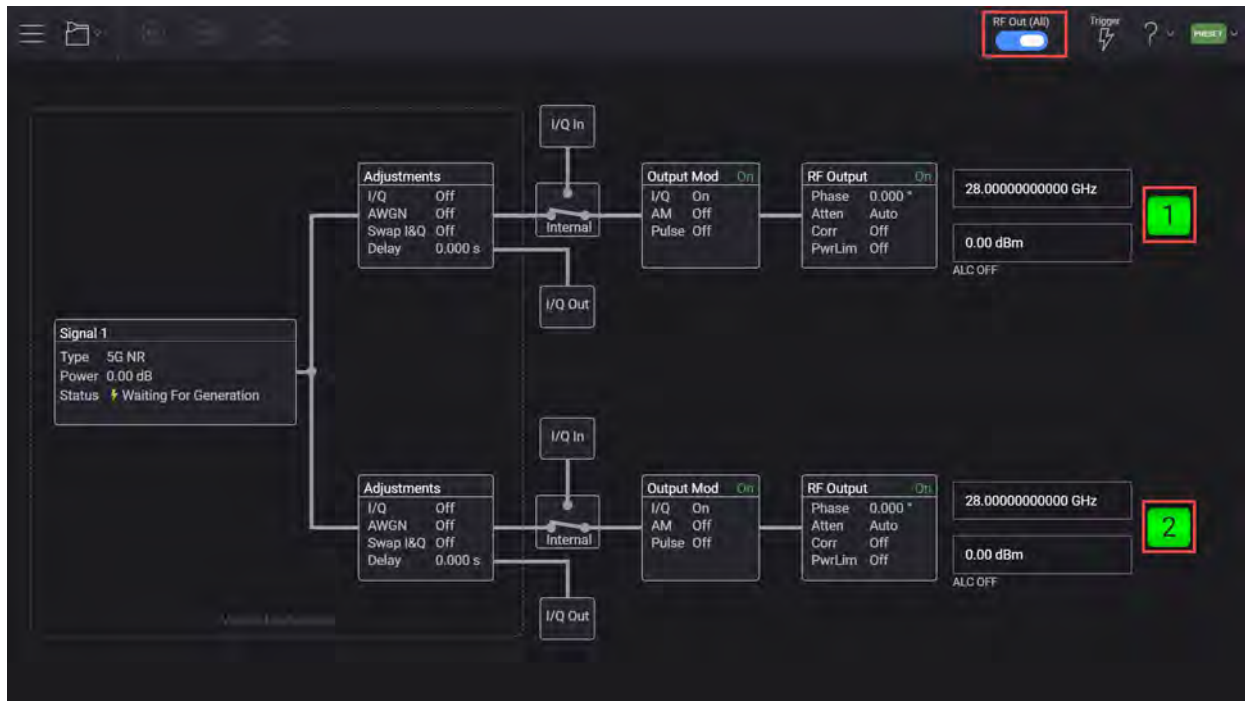 RF Out (All)
Trigger
?
PRESET
I/Q In
Adjustments
I/Q Off
AWGN Off
Swap I&Q Off
Delay 0.000 s
Internal
Output Mod On
I/Q On
AM Off
Pulse Off
RF Output On
Phase 0.000 °
Atten Auto
Corr Off
PwrLim Off
28.00000000000 GHz
0.00 dBm
ALC OFF
1
I/Q Out
Signal 1
Type 5G NR
Power 0.00 dB
Status Waiting For Generation
I/Q In
Adjustments
I/Q Off
AWGN Off
Swap I&Q Off
Delay 0.000 s
Internal
Output Mod On
I/Q On
AM Off
Pulse Off
RF Output On
Phase 0.000 °
Atten Auto
Corr Off
PwrLim Off
28.00000000000 GHz
0.00 dBm
ALC OFF
2
I/Q Out